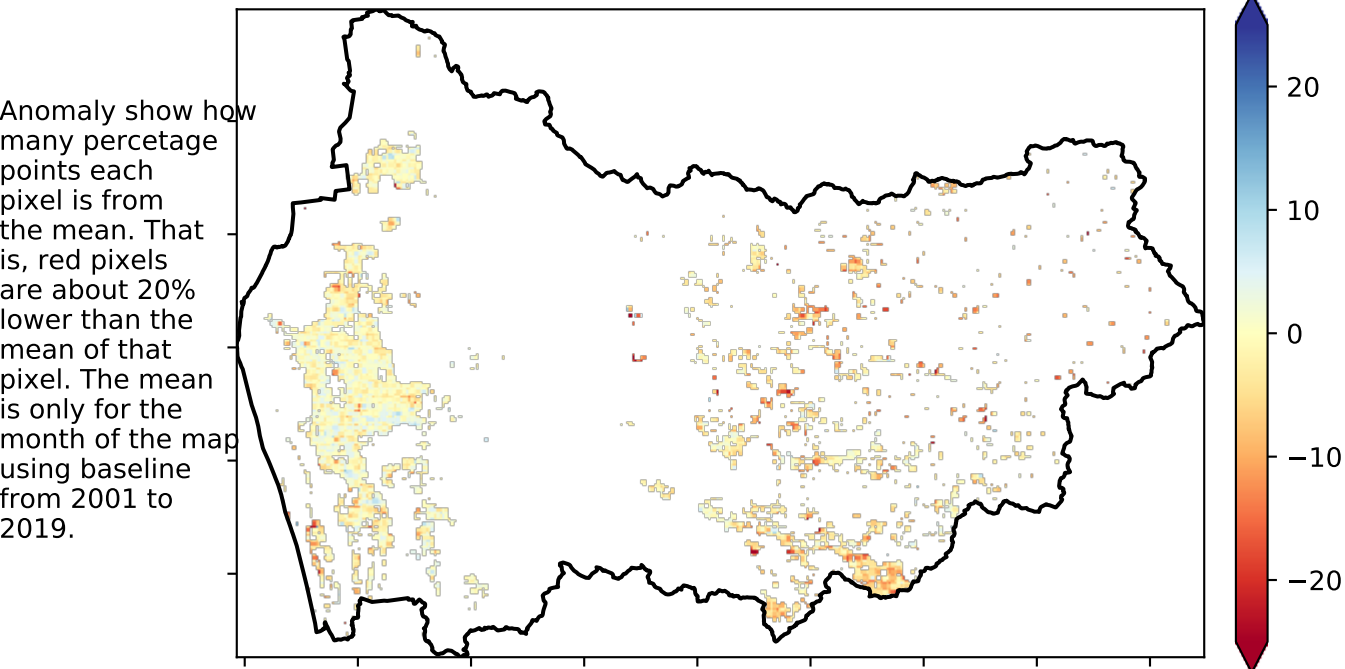 Anomaly show how
many percetage
points each
pixel is from
the mean. That
is, red pixels
are about 20%
lower than the
mean of that
pixel. The mean
is only for the
month of the map
using baseline
from 2001 to
2019.
20
10
0
−10
−20